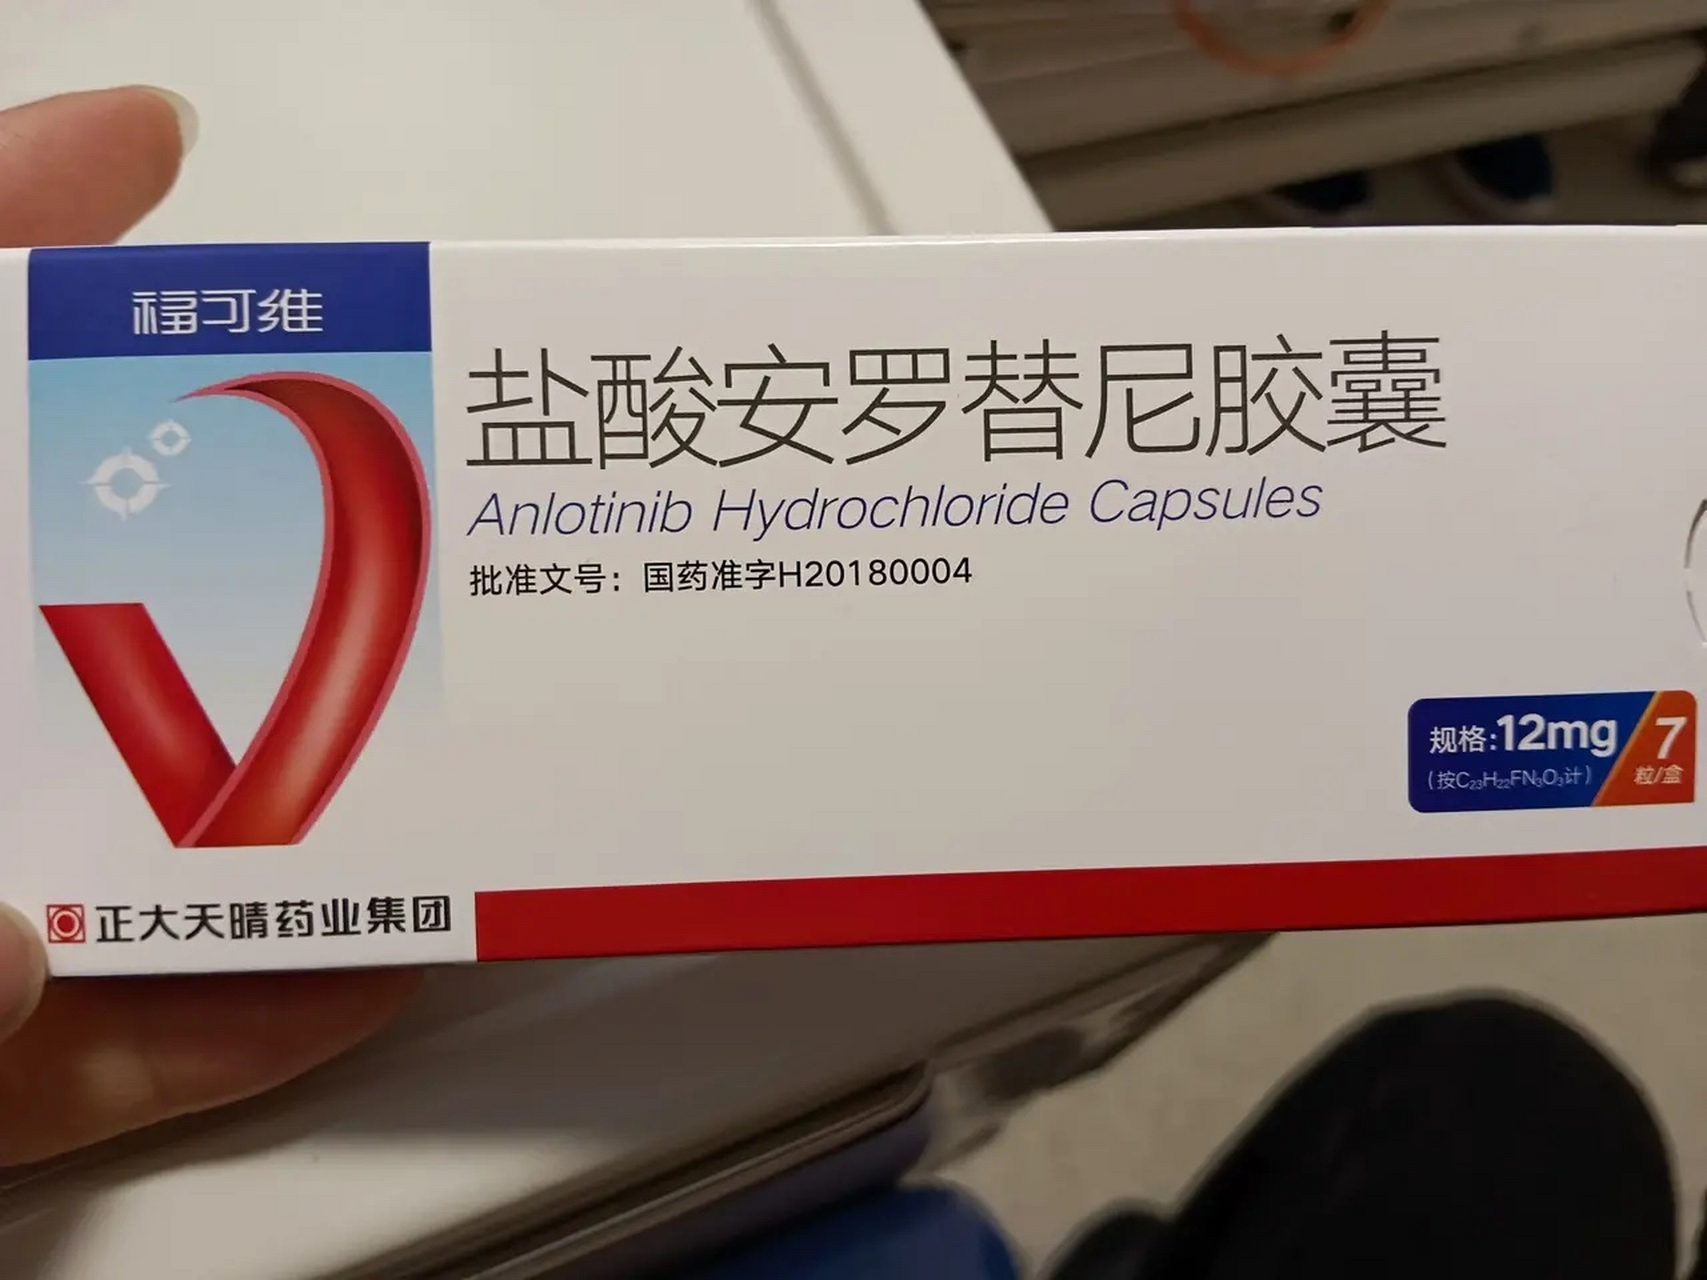 福可维
盐酸安罗替尼胶囊
Anlotinib Hydrochloride Capsules
批准文号：国药准字H20180004
规格:12mg
(按C₂₃H₂₂FN₃O₃计)
7
粒/盒
正大天晴药业集团